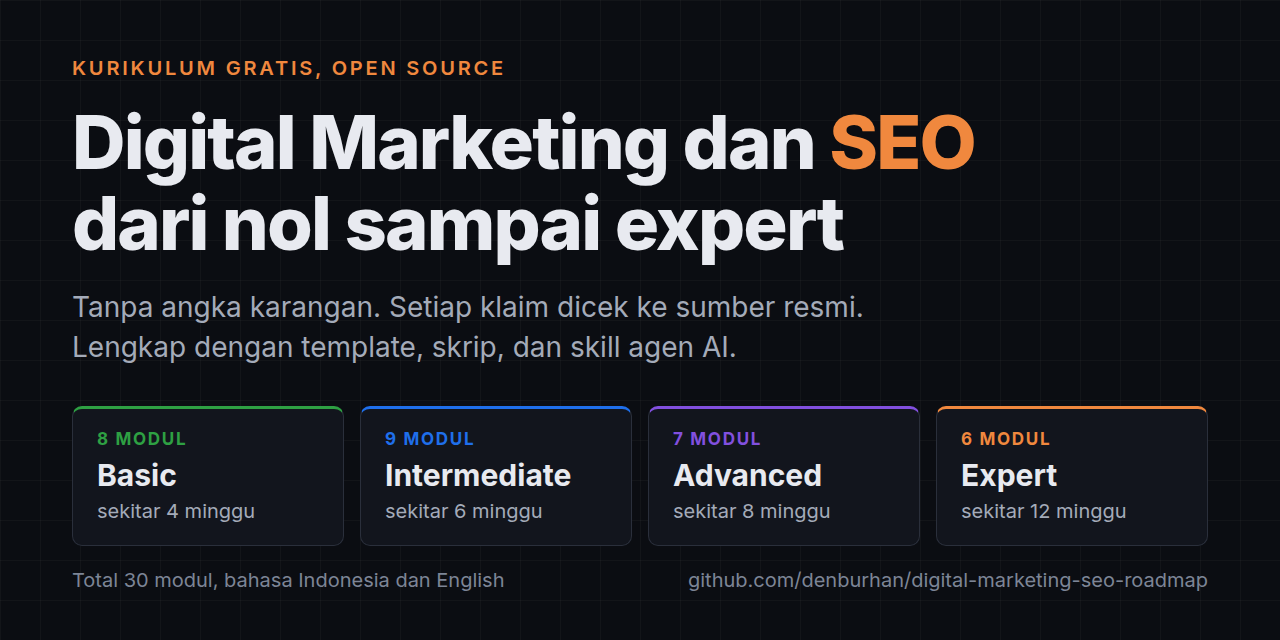 KURIKULUM GRATIS, OPEN SOURCE
Digital Marketing dan SEO
dari nol sampai expert
Tanpa angka karangan. Setiap klaim dicek ke sumber resmi.
Lengkap dengan template, skrip, dan skill agen AI.
8 MODUL
Basic
sekitar 4 minggu
9 MODUL
Intermediate
sekitar 6 minggu
7 MODUL
Advanced
sekitar 8 minggu
6 MODUL
Expert
sekitar 12 minggu
Total 30 modul, bahasa Indonesia dan English
github.com/denburhan/digital-marketing-seo-roadmap